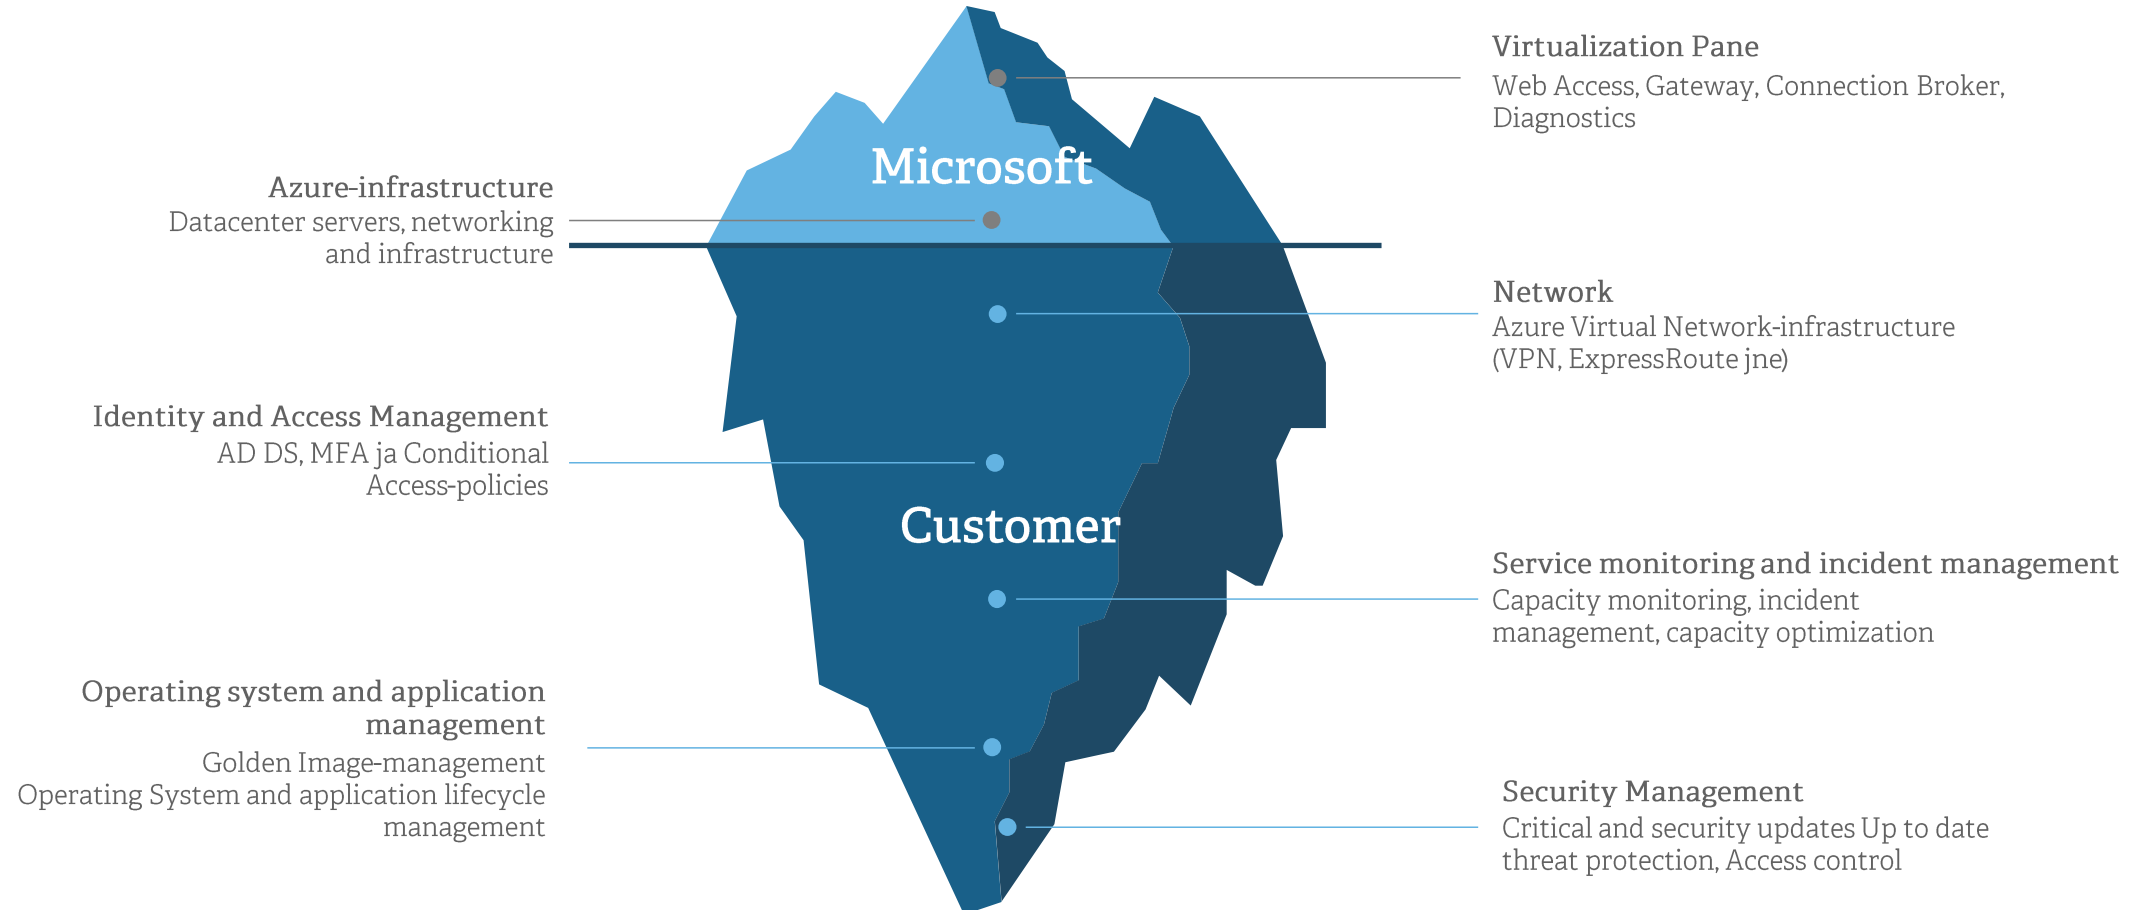 Virtualization Pane
Web Access, Gateway, Connection Broker,
Diagnostics
Microsoft
Azure-infrastructure
Datacenter servers, networking
and infrastructure
Network
Azure Virtual Network-infrastructure
(VPN, ExpressRoute jne)
Identity and Access Management
AD DS, MFA ja Conditional
Access-policies
Customer
Service monitoring and incident management
Capacity monitoring, incident
management, capacity optimization
Operating system and application
management
Golden Image-management
Operating System and application lifecycle
management
Security Management
Critical and security updates Up to date
threat protection, Access control